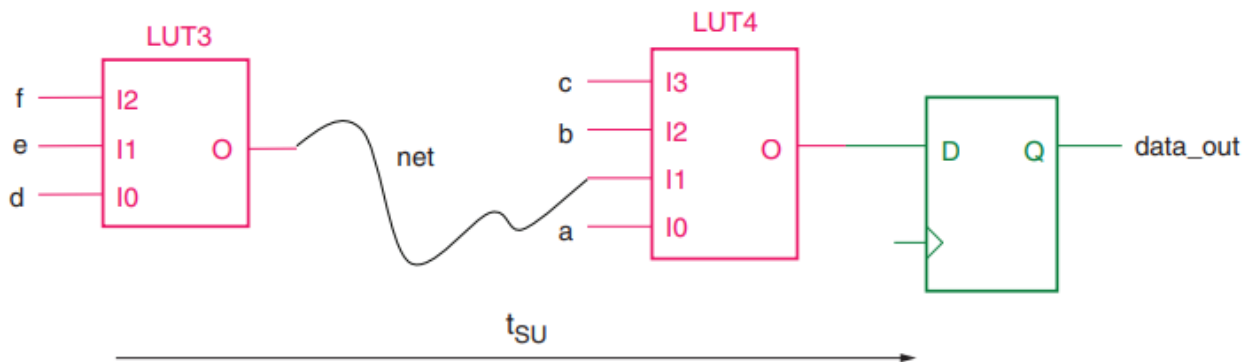 LUT3
f
I2
e
I1
O
d
I0
net
LUT4
c
I3
b
I2
O
I1
a
I0
D
Q
data_out
tSU